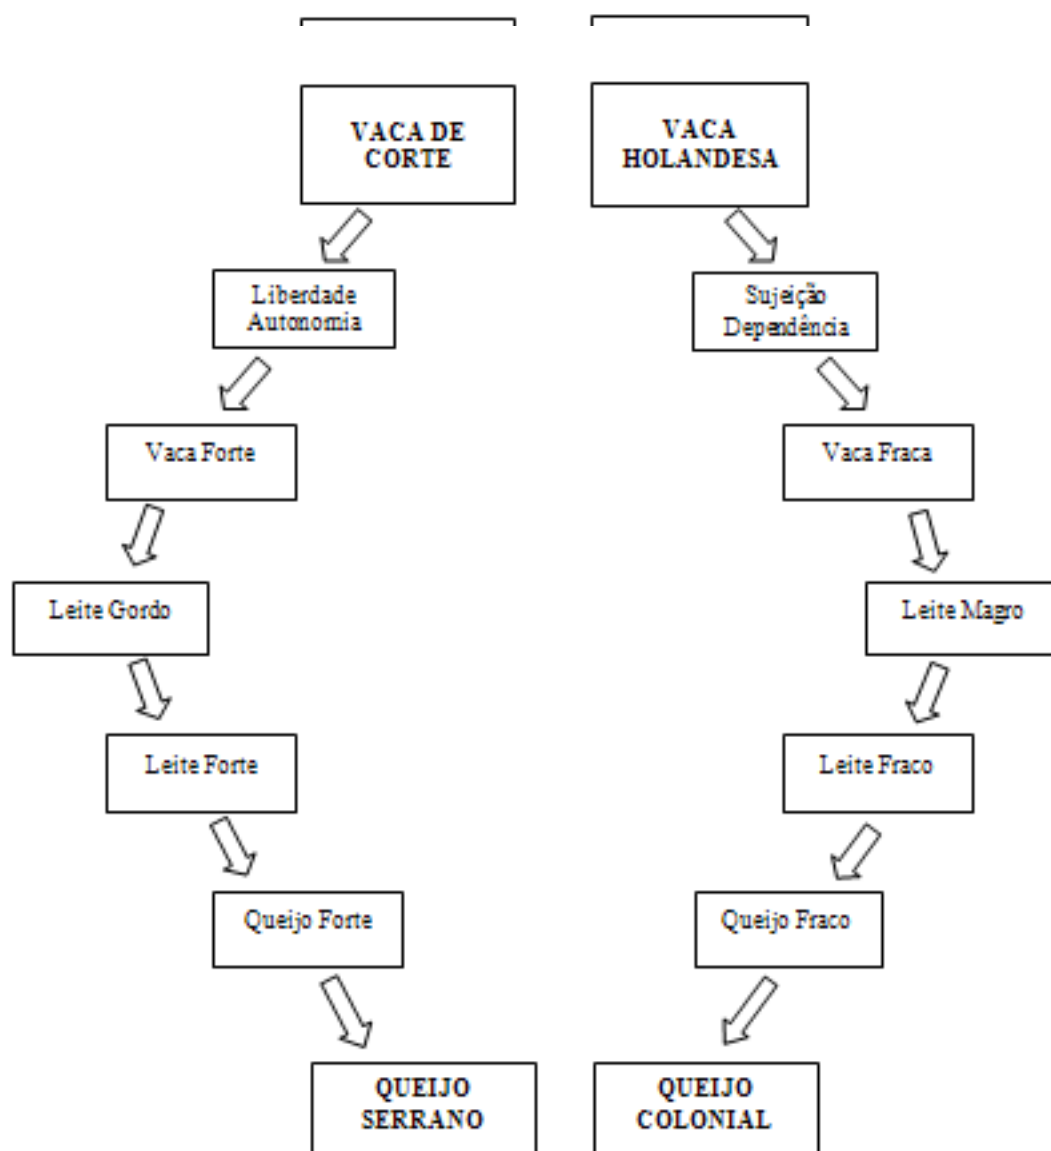 VACA DE
CORTE
VACA
HOLANDESA
Liberdade
Autonomia
Sujeição
Dependência
Vaca Forte
Vaca Fraca
Leite Gordo
Leite Magro
Leite Forte
Leite Fraco
Queijo Forte
Queijo Fraco
QUEIJO
SERRANO
QUEIJO
COLONIAL